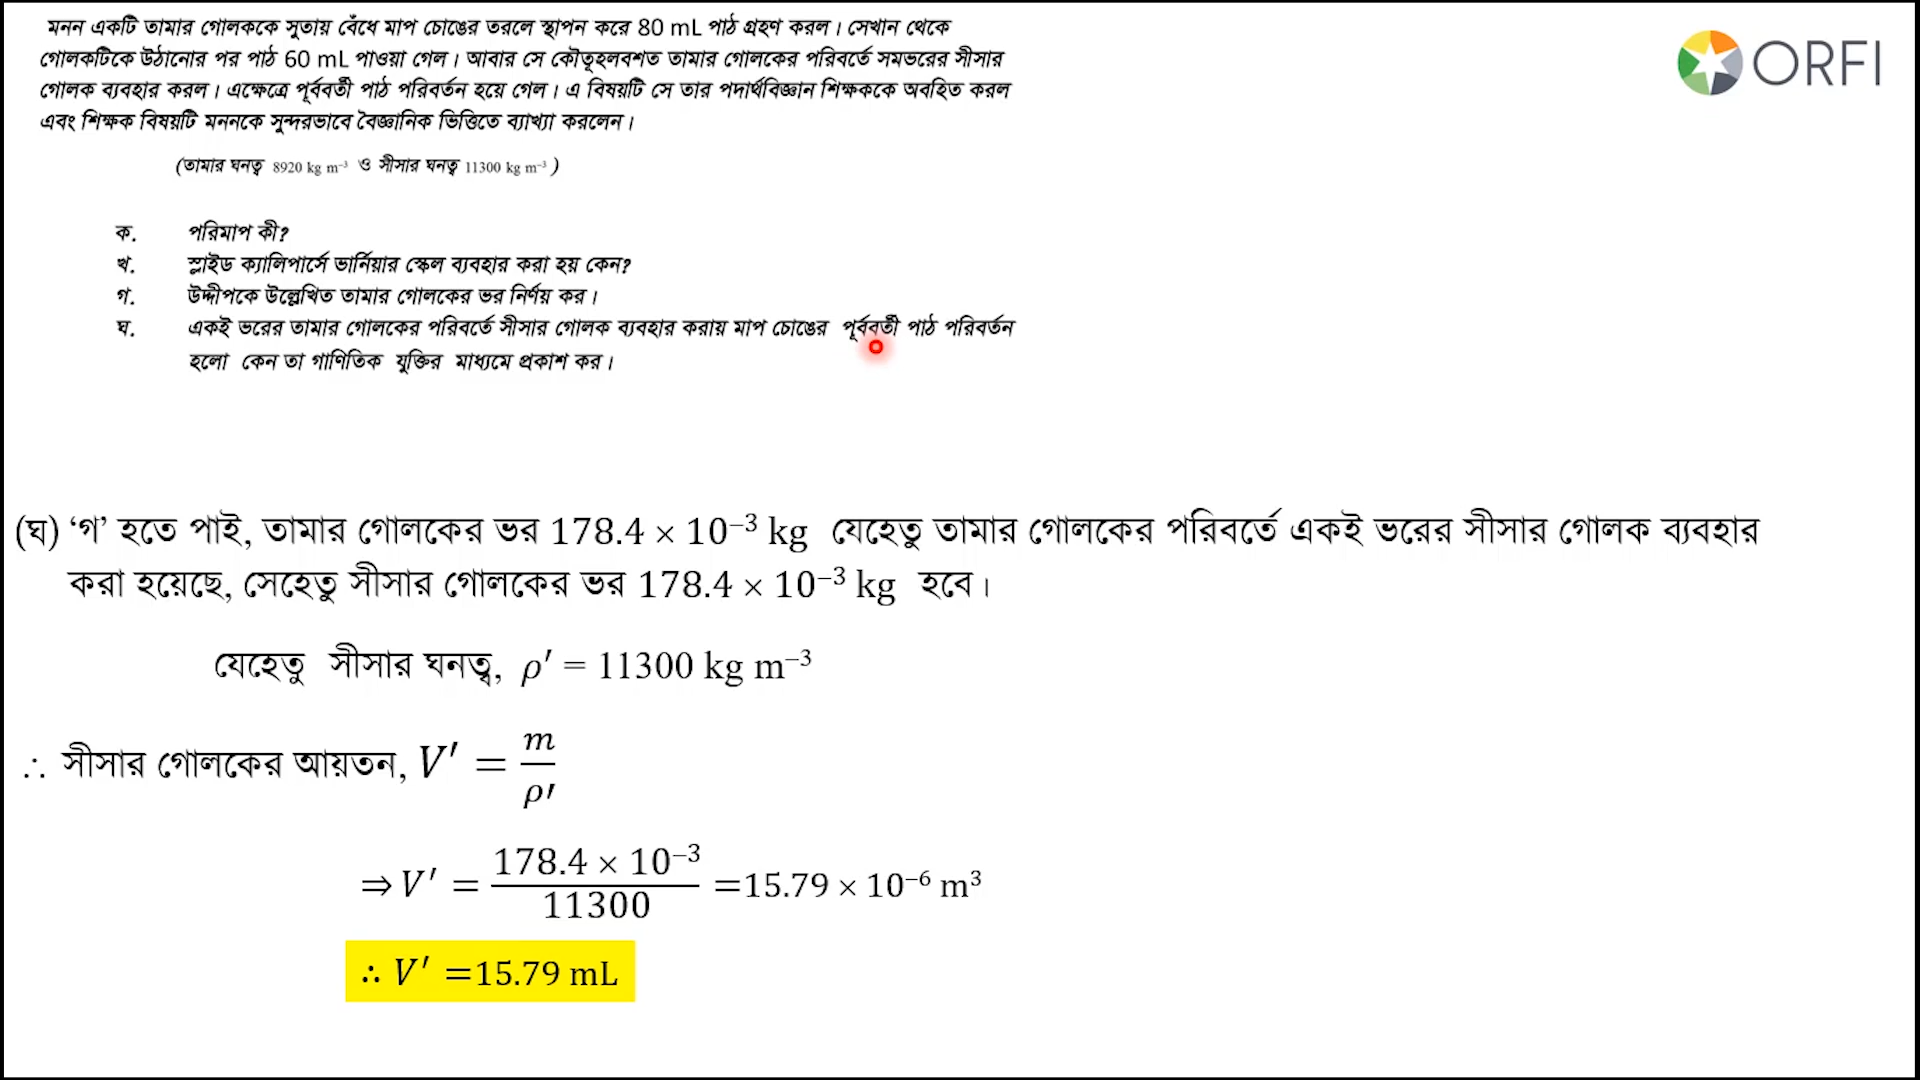 মনন একটি তামার গোলককে সুতায় বেঁধে মাপ চোঙের তরলে স্থাপন করে 80 mL পাঠ গ্রহণ করল। সেখান থেকে
গোলকটিকে উঠানোর পর পাঠ 60 mL পাওয়া গেল। আবার সে কৌতূহলবশত তামার গোলকের পরিবর্তে সমভরের সীসার
গোলক ব্যবহার করল। এক্ষেত্রে পূর্ববর্তী পাঠ পরিবর্তন হয়ে গেল। এ বিষয়টি সে তার পদার্থবিজ্ঞান শিক্ষককে অবহিত করল
এবং শিক্ষক বিষয়টি মননকে সুন্দরভাবে বৈজ্ঞানিক ভিত্তিতে ব্যাখ্যা করলেন।
(তামার ঘনত্ব 8920 kg m⁻³ ও সীসার ঘনত্ব 11300 kg m⁻³)
ক. পরিমাপ কী?
খ. স্লাইড ক্যালিপার্সে ভার্নিয়ার স্কেল ব্যবহার করা হয় কেন?
গ. উদ্দীপকে উল্লেখিত তামার গোলকের ভর নির্ণয় কর।
ঘ. একই ভরের তামার গোলকের পরিবর্তে সীসার গোলক ব্যবহার করায় মাপ চোঙের পূর্ববর্তী পাঠ পরিবর্তন
হলো কেন তা গাণিতিক যুক্তির মাধ্যমে প্রকাশ কর।
ORFI
(ঘ) ‘গ’ হতে পাই, তামার গোলকের ভর 178.4 × 10⁻³ kg যেহেতু তামার গোলকের পরিবর্তে একই ভরের সীসার গোলক ব্যবহার
করা হয়েছে, সেহেতু সীসার গোলকের ভর 178.4 × 10⁻³ kg হবে।
যেহেতু সীসার ঘনত্ব, ρ′ = 11300 kg m⁻³
∴ সীসার গোলকের আয়তন, V′ = m/ρ′
⇒ V′ = 178.4 × 10⁻³/11300 =15.79 × 10⁻⁶ m³
∴ V′ =15.79 mL